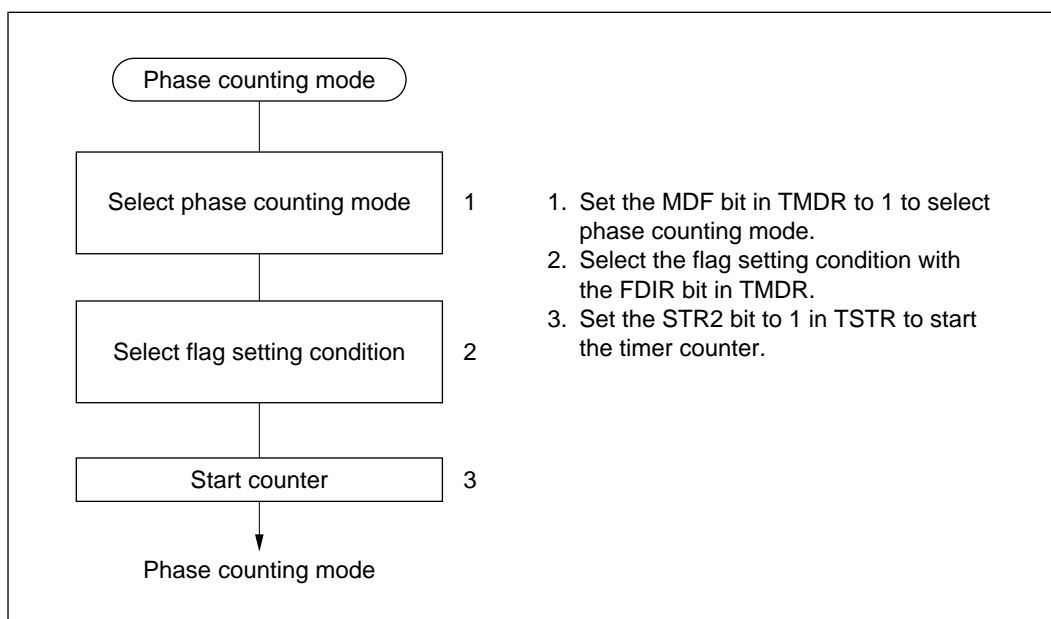 Phase counting mode
Select phase counting mode 1
Select flag setting condition 2
Start counter 3
Phase counting mode
1. Set the MDF bit in TMDR to 1 to select
phase counting mode.
2. Select the flag setting condition with
the FDIR bit in TMDR.
3. Set the STR2 bit to 1 in TSTR to start
the timer counter.